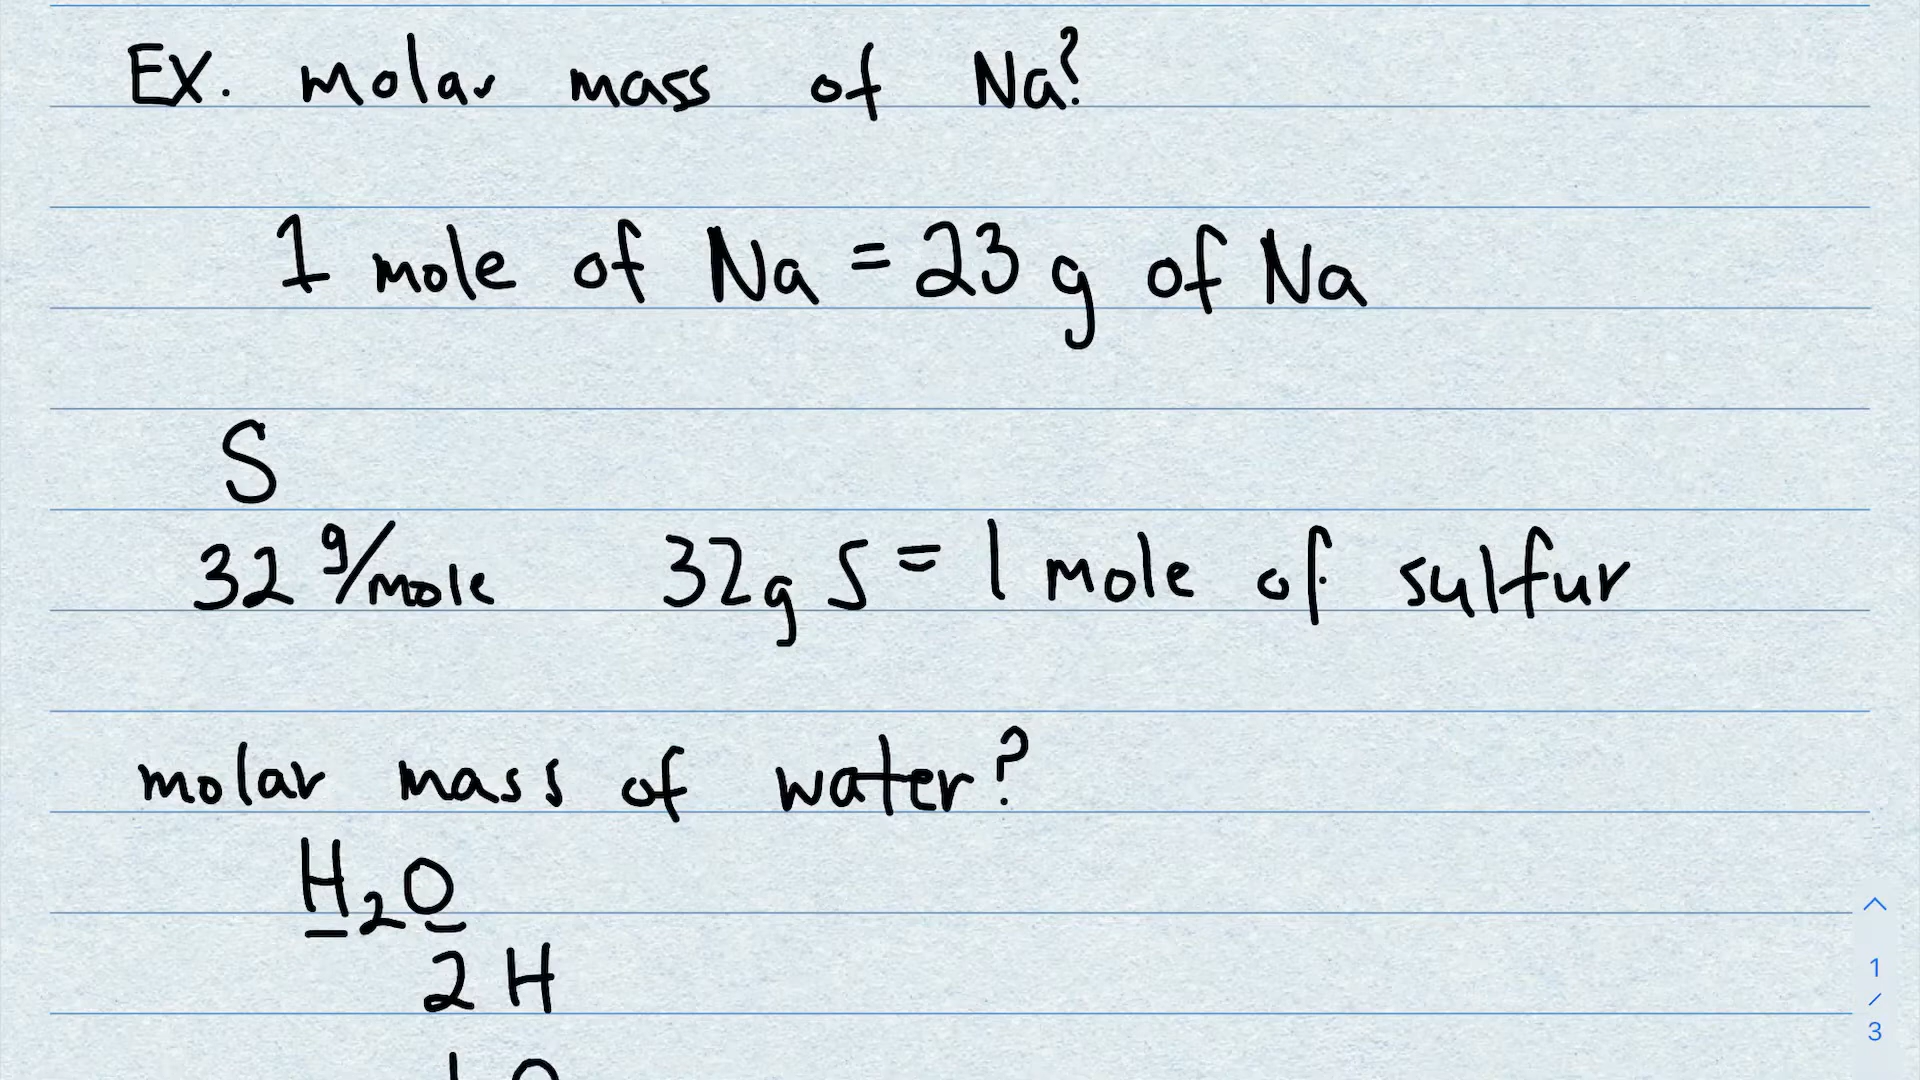 Ex. molar mass of Na?
1 mole of Na = 23 g of Na
S
32 g/mole 32g S = 1 mole of sulfur
molar mass of water?
H₂O
2 H
1
/
3